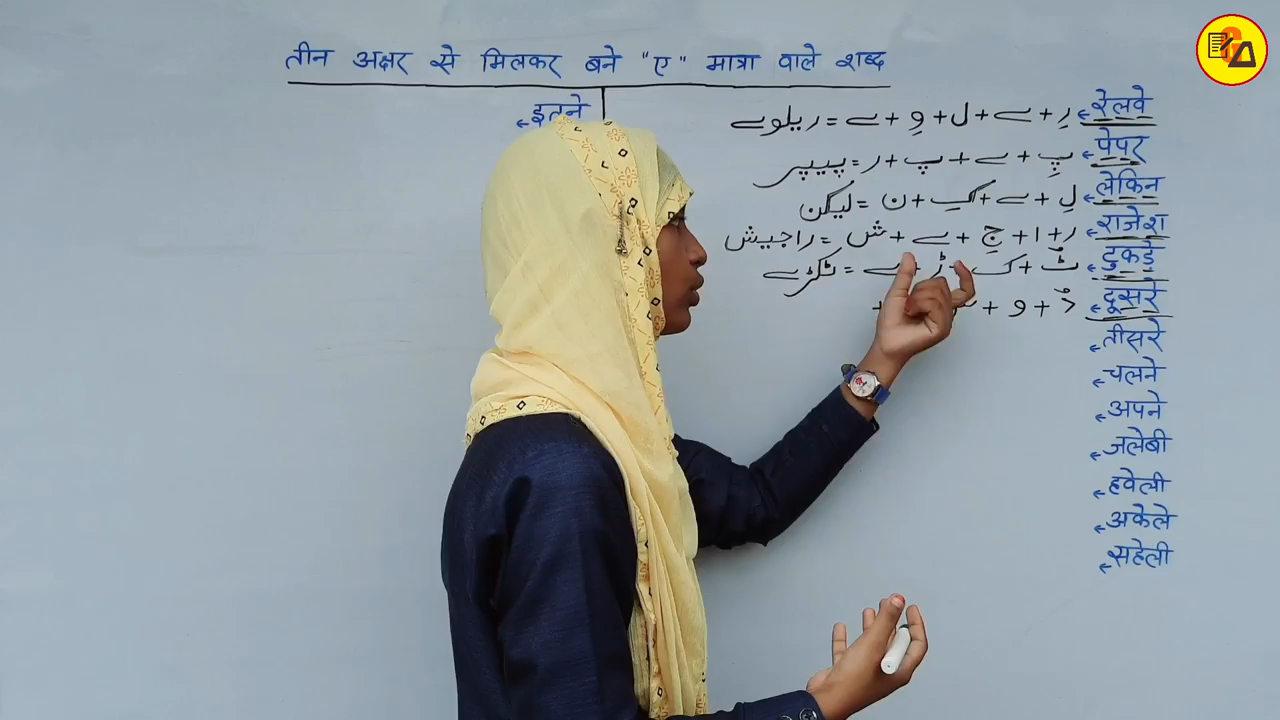 तीन अक्षर से मिलकर बने "ए" मात्रा वाले शब्द
इतने
रेलवे ← رِ + ے + ل + وِ + ے = ریلوے
पेपर ← پِ + ے + پ + ر = پیپر
लेकिन ← لِ + ے + کِ + ن = لیکن
राजेश ← ر + ا + جِ + ے + ش = راجیش
टुकड़े ← ٹُ + ک + ڑ + ے = ٹکڑے
दूसरे ← دُ + و +
तीसरे ←
चलने ←
अपने ←
जलेबी ←
हवेली ←
अकेले ←
सहेली ←